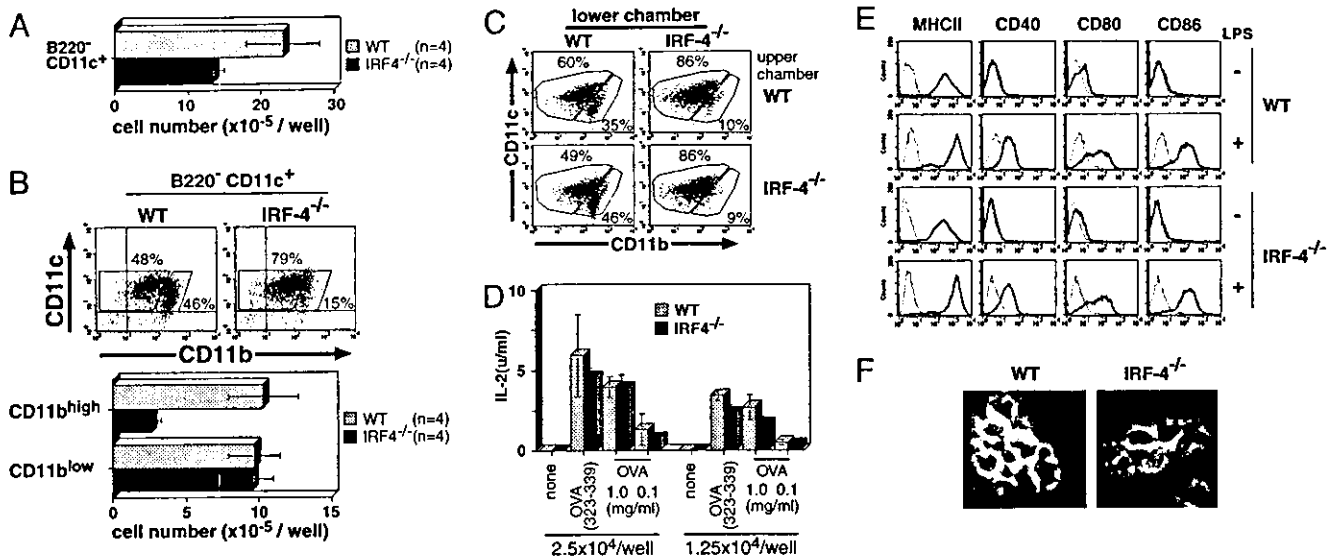 A
B220⁻
CD11c⁺
WT (n=4)
IRF4⁻/⁻(n=4)
0 10 20 30
cell number (x10⁻⁵ / well)
B
B220⁻ CD11c⁺
WT IRF-4⁻/⁻
CD11c
48% 79%
46% 15%
CD11b
CD11b^high
CD11b^low
WT (n=4)
IRF4⁻/⁻(n=4)
0 5 10 15
cell number (x10⁻⁵ / well)
C
lower chamber
WT IRF-4⁻/⁻
upper
chamber
WT
60% 86%
35% 10%
IRF-4⁻/⁻
49% 86%
46% 9%
CD11c
CD11b
D
WT
IRF4⁻/⁻
IL-2(u/ml)
10
5
0
none
OVA
(323-339)
OVA
1.0 0.1
(mg/ml)
none
OVA
(323-339)
OVA
1.0 0.1
(mg/ml)
2.5x10⁴/well 1.25x10⁴/well
E
MHCII CD40 CD80 CD86 LPS
-
+
WT
-
+
IRF-4⁻/⁻
Counts
Counts
Counts
Counts
F
WT IRF-4⁻/⁻